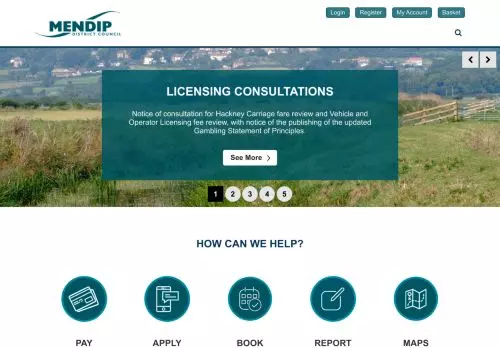 MENDIP
DISTRICT COUNCIL
Login Register My Account Basket
LICENSING CONSULTATIONS
Notice of consultation for Hackney Carriage fare review and Vehicle and
Operator Licensing fee review, with notice of the publishing of the updated
Gambling Statement of Principles.
See More
1 2 3 4 5
HOW CAN WE HELP?
PAY APPLY BOOK REPORT MAPS